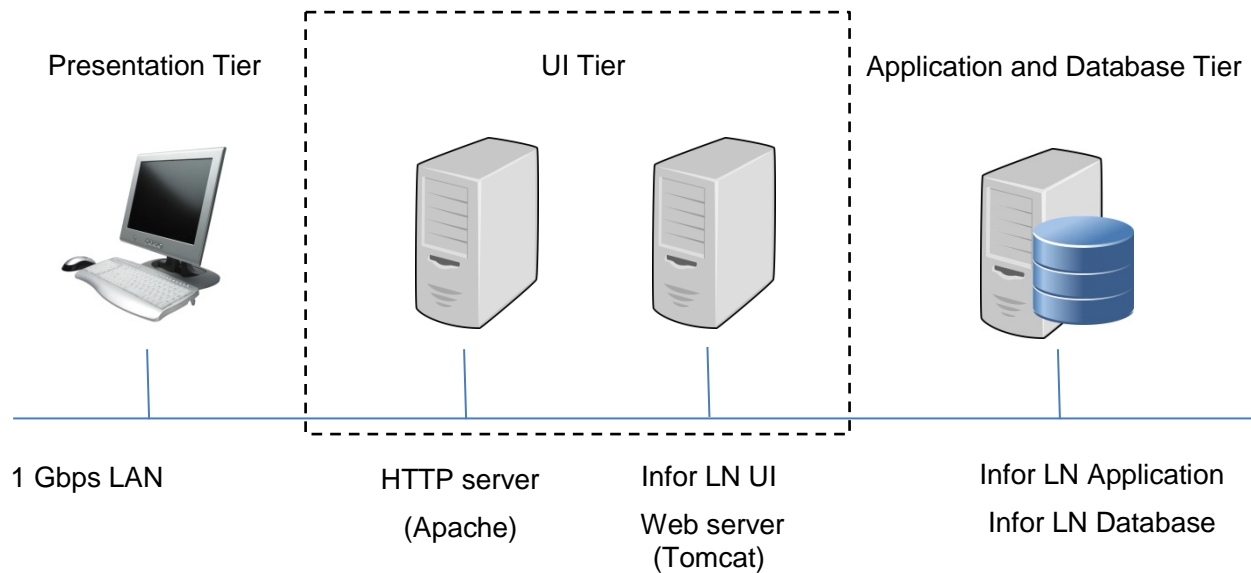 Presentation Tier
UI Tier
Application and Database Tier
1 Gbps LAN
HTTP server
(Apache)
Infor LN UI
Web server
(Tomcat)
Infor LN Application
Infor LN Database